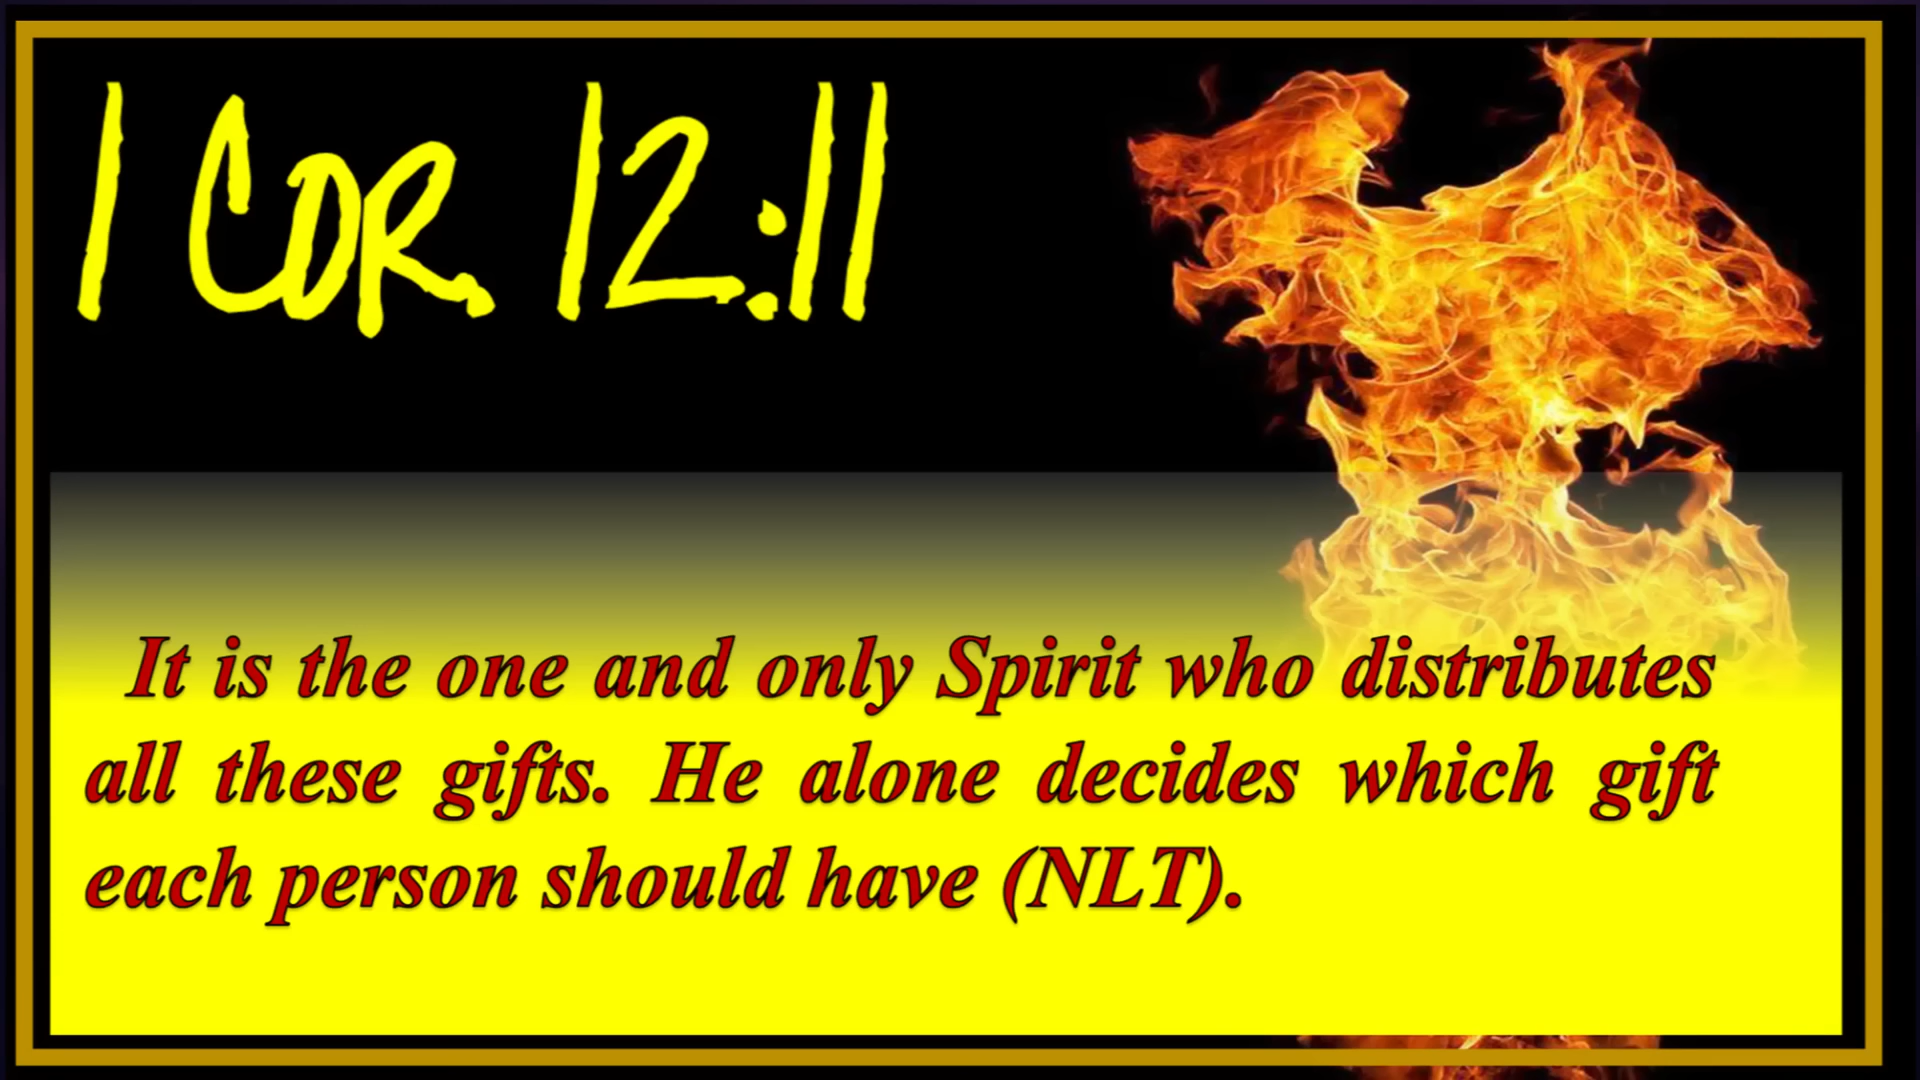 1 COR. 12:11
It is the one and only Spirit who distributes
all these gifts. He alone decides which gift
each person should have (NLT).